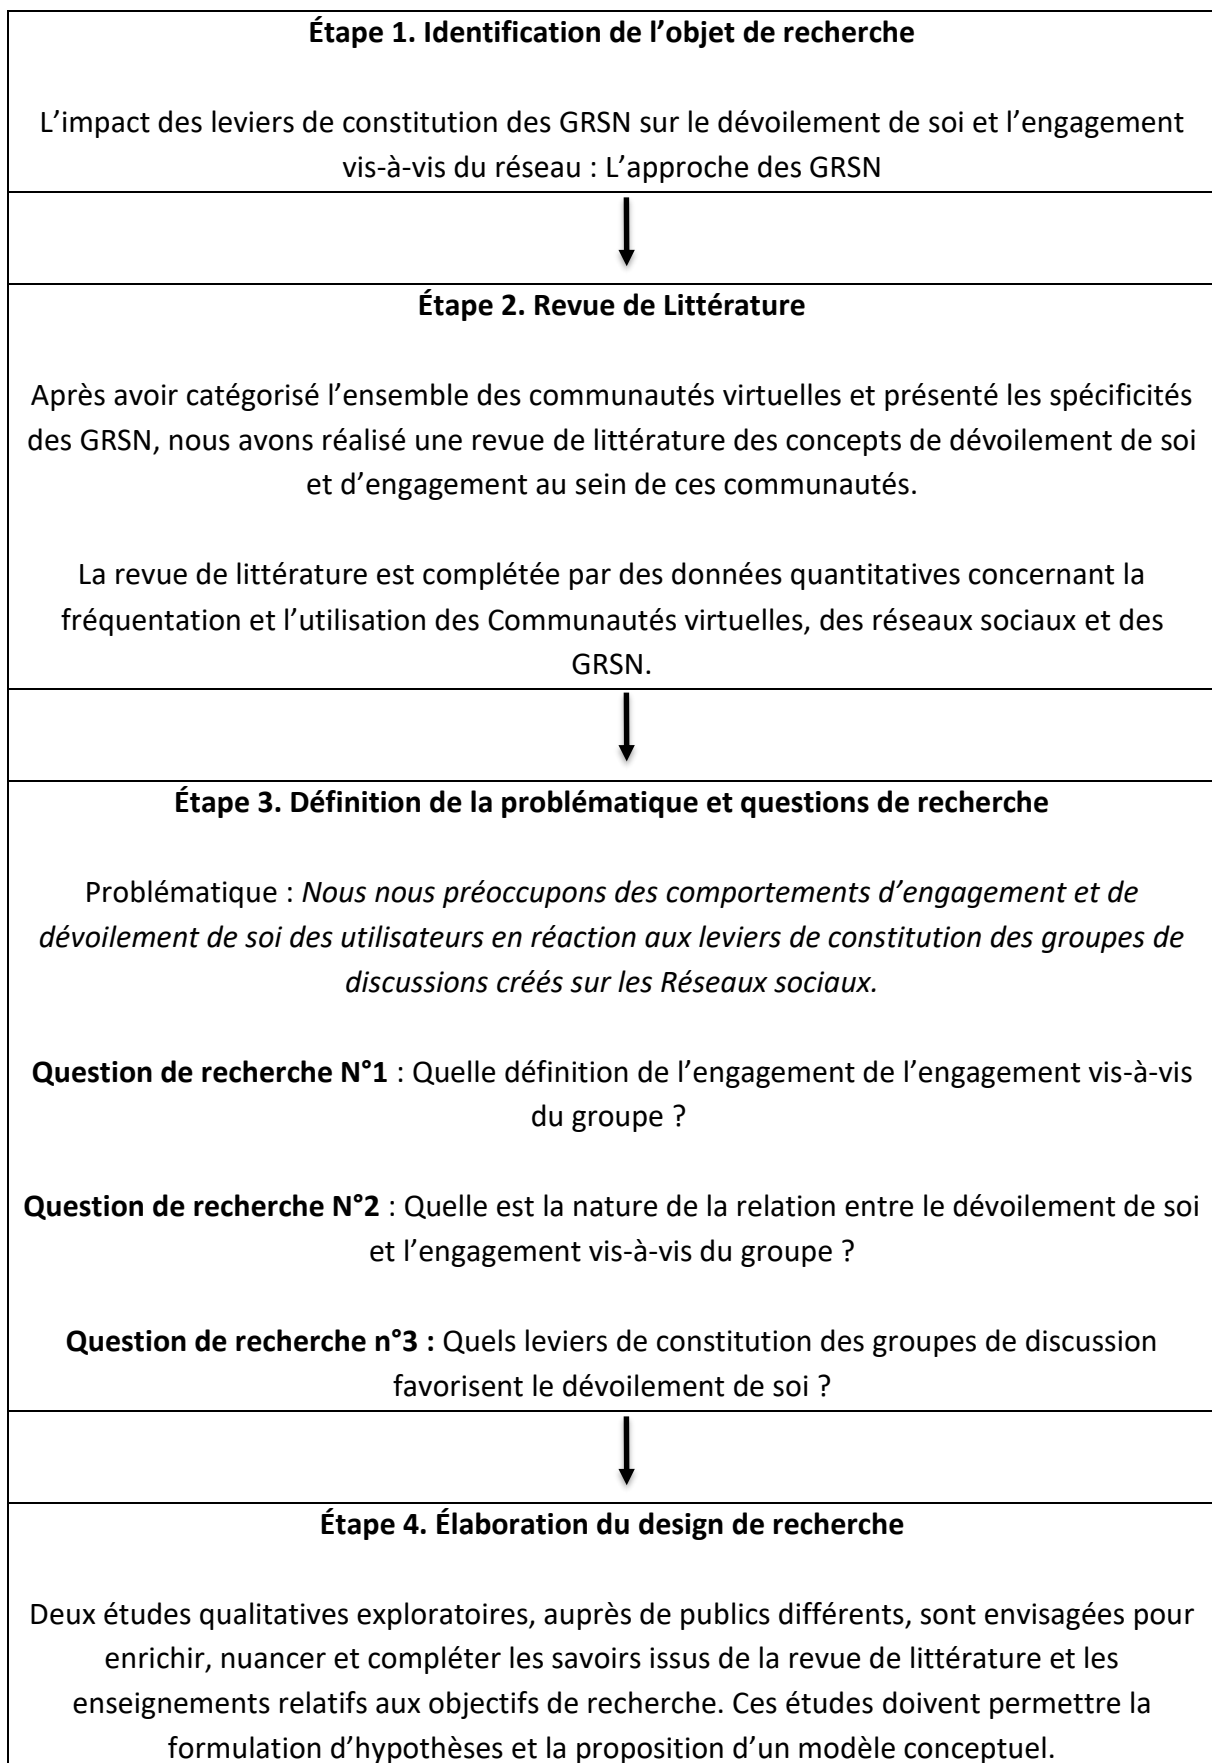 Étape 1. Identification de l’objet de recherche
L’impact des leviers de constitution des GRSN sur le dévoilement de soi et l’engagement
vis-à-vis du réseau : L’approche des GRSN
Étape 2. Revue de Littérature
Après avoir catégorisé l’ensemble des communautés virtuelles et présenté les spécificités
des GRSN, nous avons réalisé une revue de littérature des concepts de dévoilement de soi
et d’engagement au sein de ces communautés.
La revue de littérature est complétée par des données quantitatives concernant la
fréquentation et l’utilisation des Communautés virtuelles, des réseaux sociaux et des
GRSN.
Étape 3. Définition de la problématique et questions de recherche
Problématique : Nous nous préoccupons des comportements d’engagement et de
dévoilement de soi des utilisateurs en réaction aux leviers de constitution des groupes de
discussions créés sur les Réseaux sociaux.
Question de recherche N°1 : Quelle définition de l’engagement de l’engagement vis-à-vis
du groupe ?
Question de recherche N°2 : Quelle est la nature de la relation entre le dévoilement de soi
et l’engagement vis-à-vis du groupe ?
Question de recherche n°3 : Quels leviers de constitution des groupes de discussion
favorisent le dévoilement de soi ?
Étape 4. Élaboration du design de recherche
Deux études qualitatives exploratoires, auprès de publics différents, sont envisagées pour
enrichir, nuancer et compléter les savoirs issus de la revue de littérature et les
enseignements relatifs aux objectifs de recherche. Ces études doivent permettre la
formulation d’hypothèses et la proposition d’un modèle conceptuel.